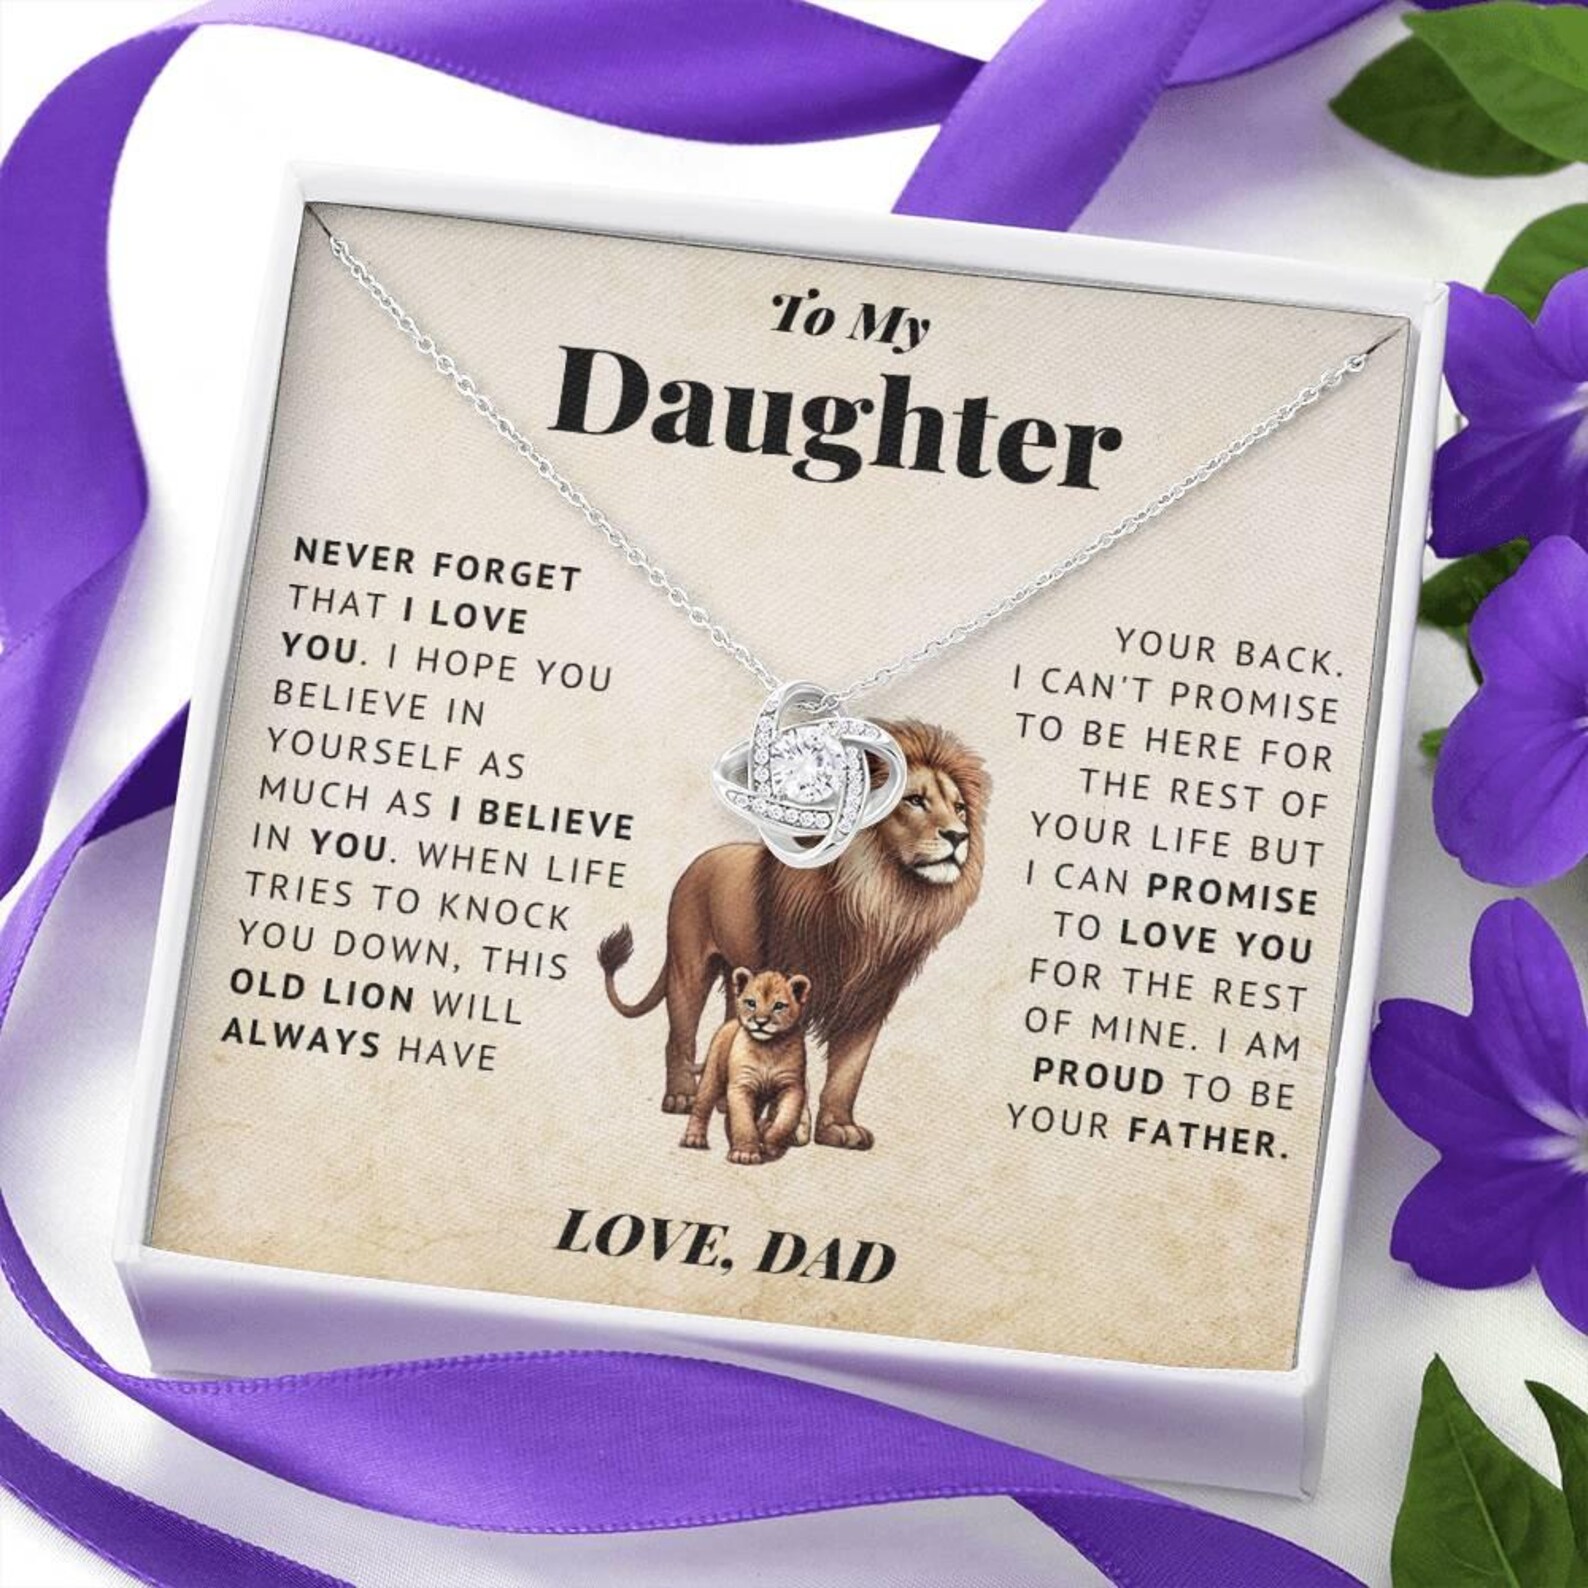 To My
Daughter
NEVER FORGET
THAT I LOVE
YOU. I HOPE YOU
BELIEVE IN
YOURSELF AS
MUCH AS I BELIEVE
IN YOU. WHEN LIFE
TRIES TO KNOCK
YOU DOWN, THIS
OLD LION WILL
ALWAYS HAVE
YOUR BACK.
I CAN'T PROMISE
TO BE HERE FOR
THE REST OF
YOUR LIFE BUT
I CAN PROMISE
TO LOVE YOU
FOR THE REST
OF MINE. I AM
PROUD TO BE
YOUR FATHER.
LOVE, DAD